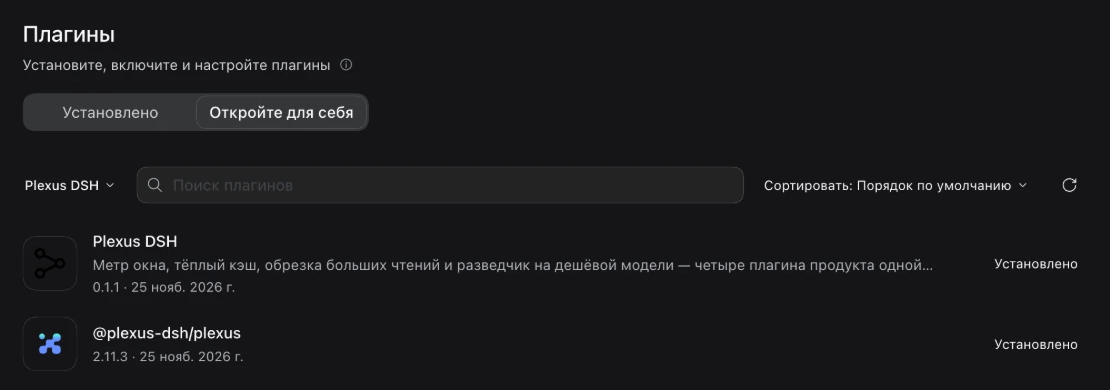 Плагины
Установите, включите и настройте плагины
Установлено
Откройте для себя
Plexus DSH
Поиск плагинов
Сортировать: Порядок по умолчанию
Plexus DSH
Метр окна, тёплый кэш, обрезка больших чтений и разведчик на дешёвой модели — четыре плагина продукта одной...
0.1.1 · 25 нояб. 2026 г.
Установлено
@plexus-dsh/plexus
2.11.3 · 25 нояб. 2026 г.
Установлено